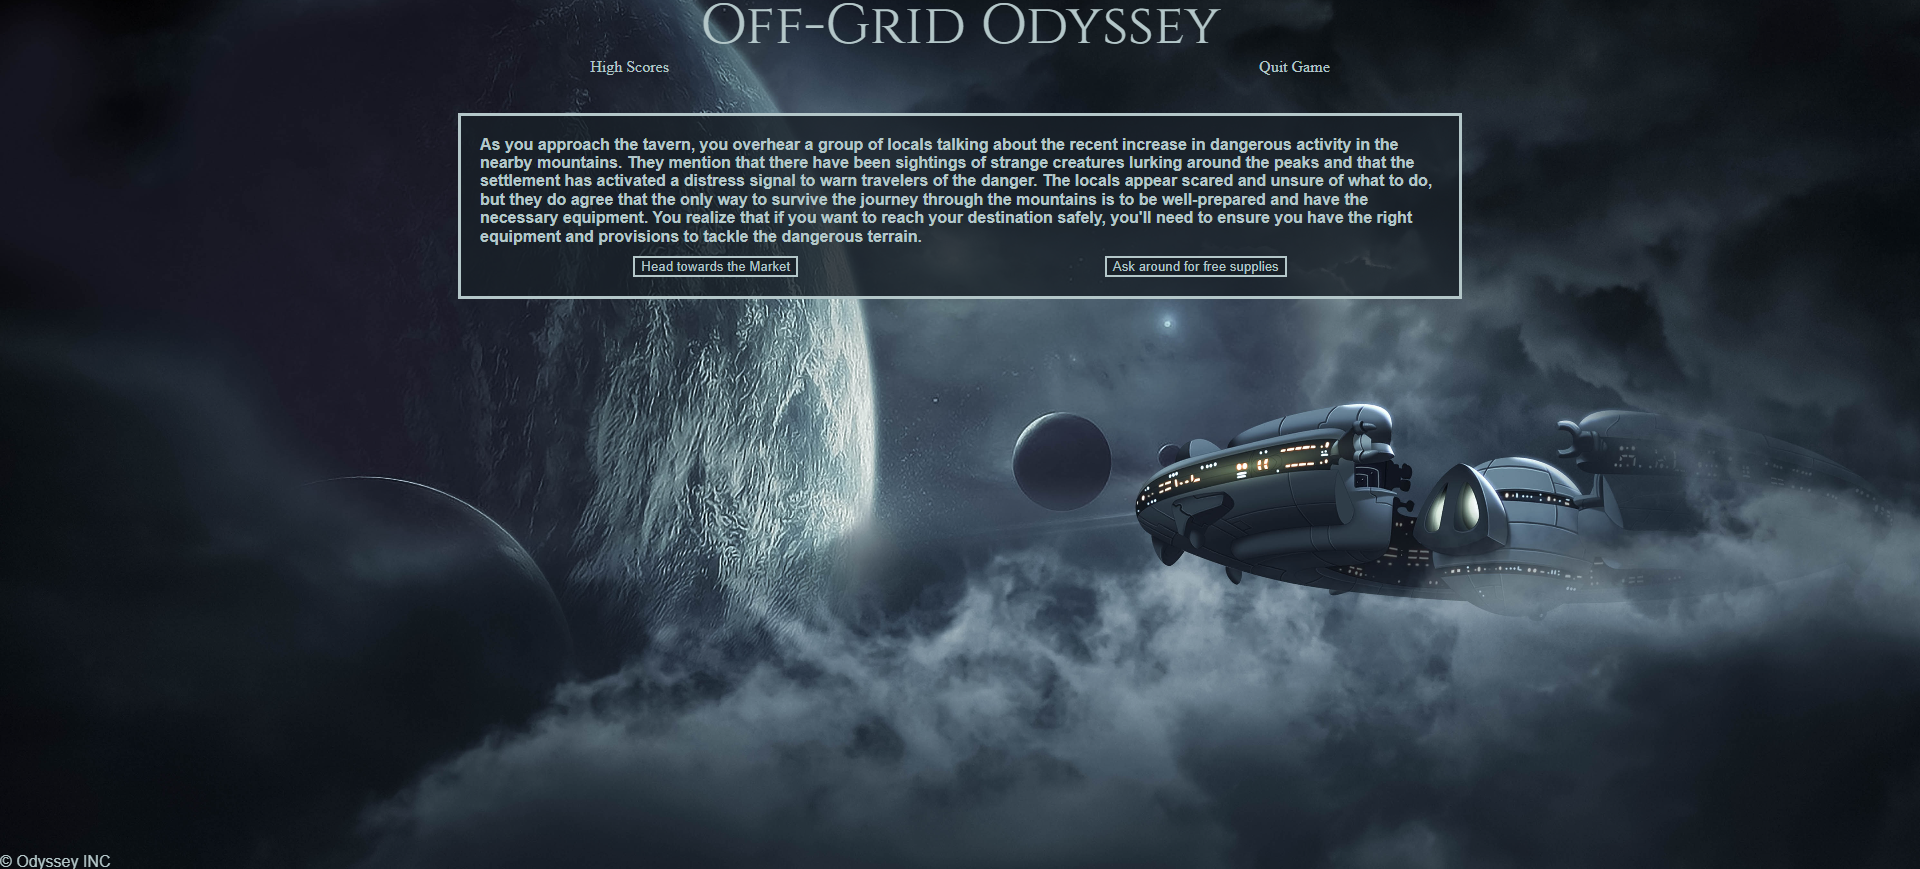 Off-Grid Odyssey
High Scores
Quit Game
As you approach the tavern, you overhear a group of locals talking about the recent increase in dangerous activity in the
nearby mountains. They mention that there have been sightings of strange creatures lurking around the peaks and that the
settlement has activated a distress signal to warn travelers of the danger. The locals appear scared and unsure of what to do,
but they do agree that the only way to survive the journey through the mountains is to be well-prepared and have the
necessary equipment. You realize that if you want to reach your destination safely, you'll need to ensure you have the right
equipment and provisions to tackle the dangerous terrain.
Head towards the Market
Ask around for free supplies
© Odyssey INC